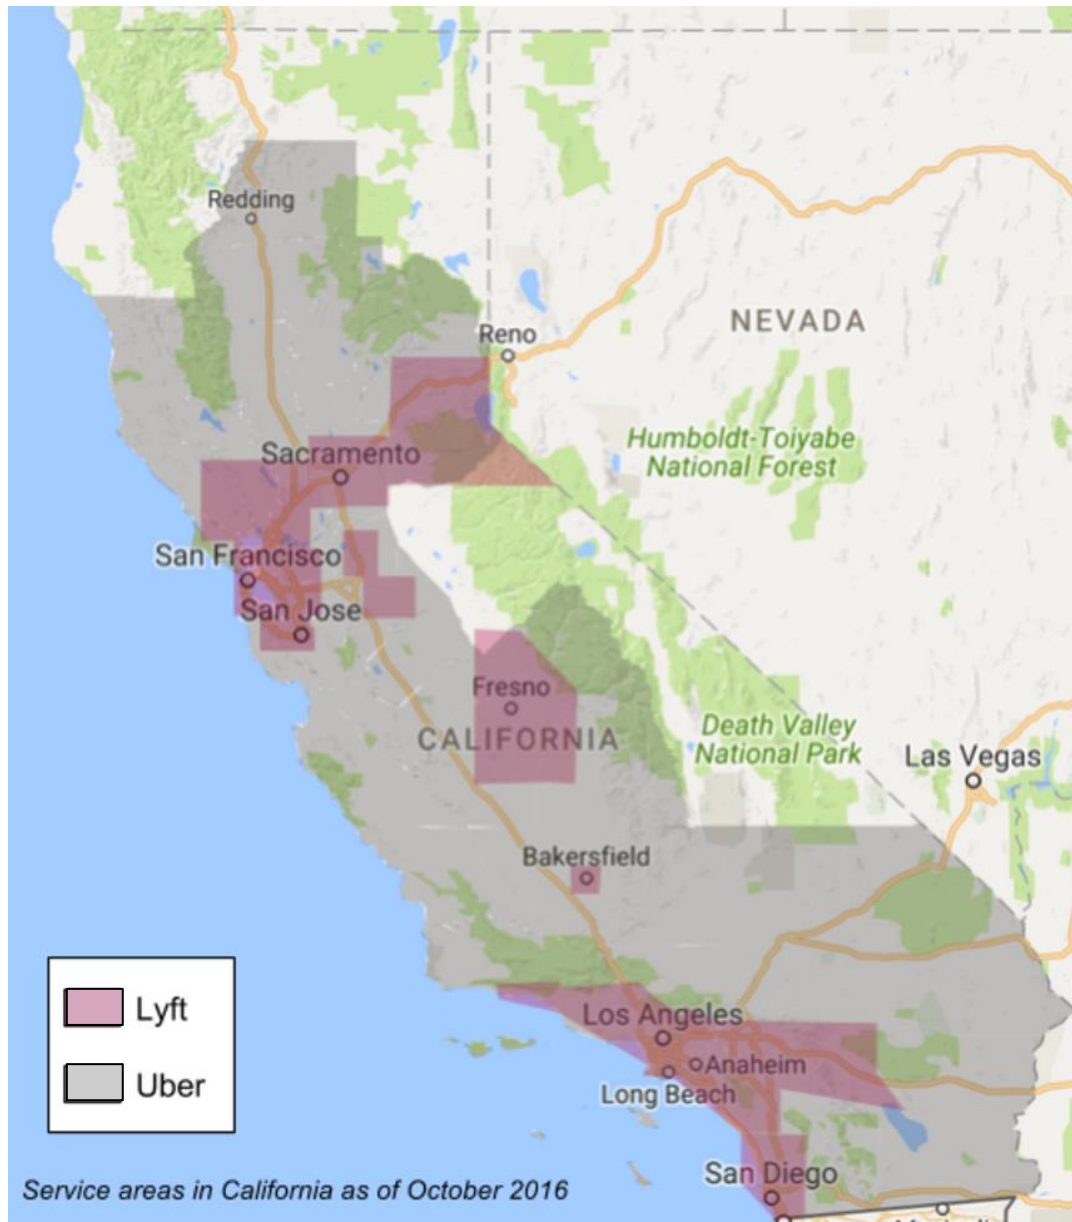 Redding
Reno
NEVADA
Humboldt-Toiyabe
National Forest
Sacramento
San Francisco
San Jose
Fresno
CALIFORNIA
Death Valley
National Park
Las Vegas
Bakersfield
Lyft
Uber
Los Angeles
Anaheim
Long Beach
San Diego
Service areas in California as of October 2016